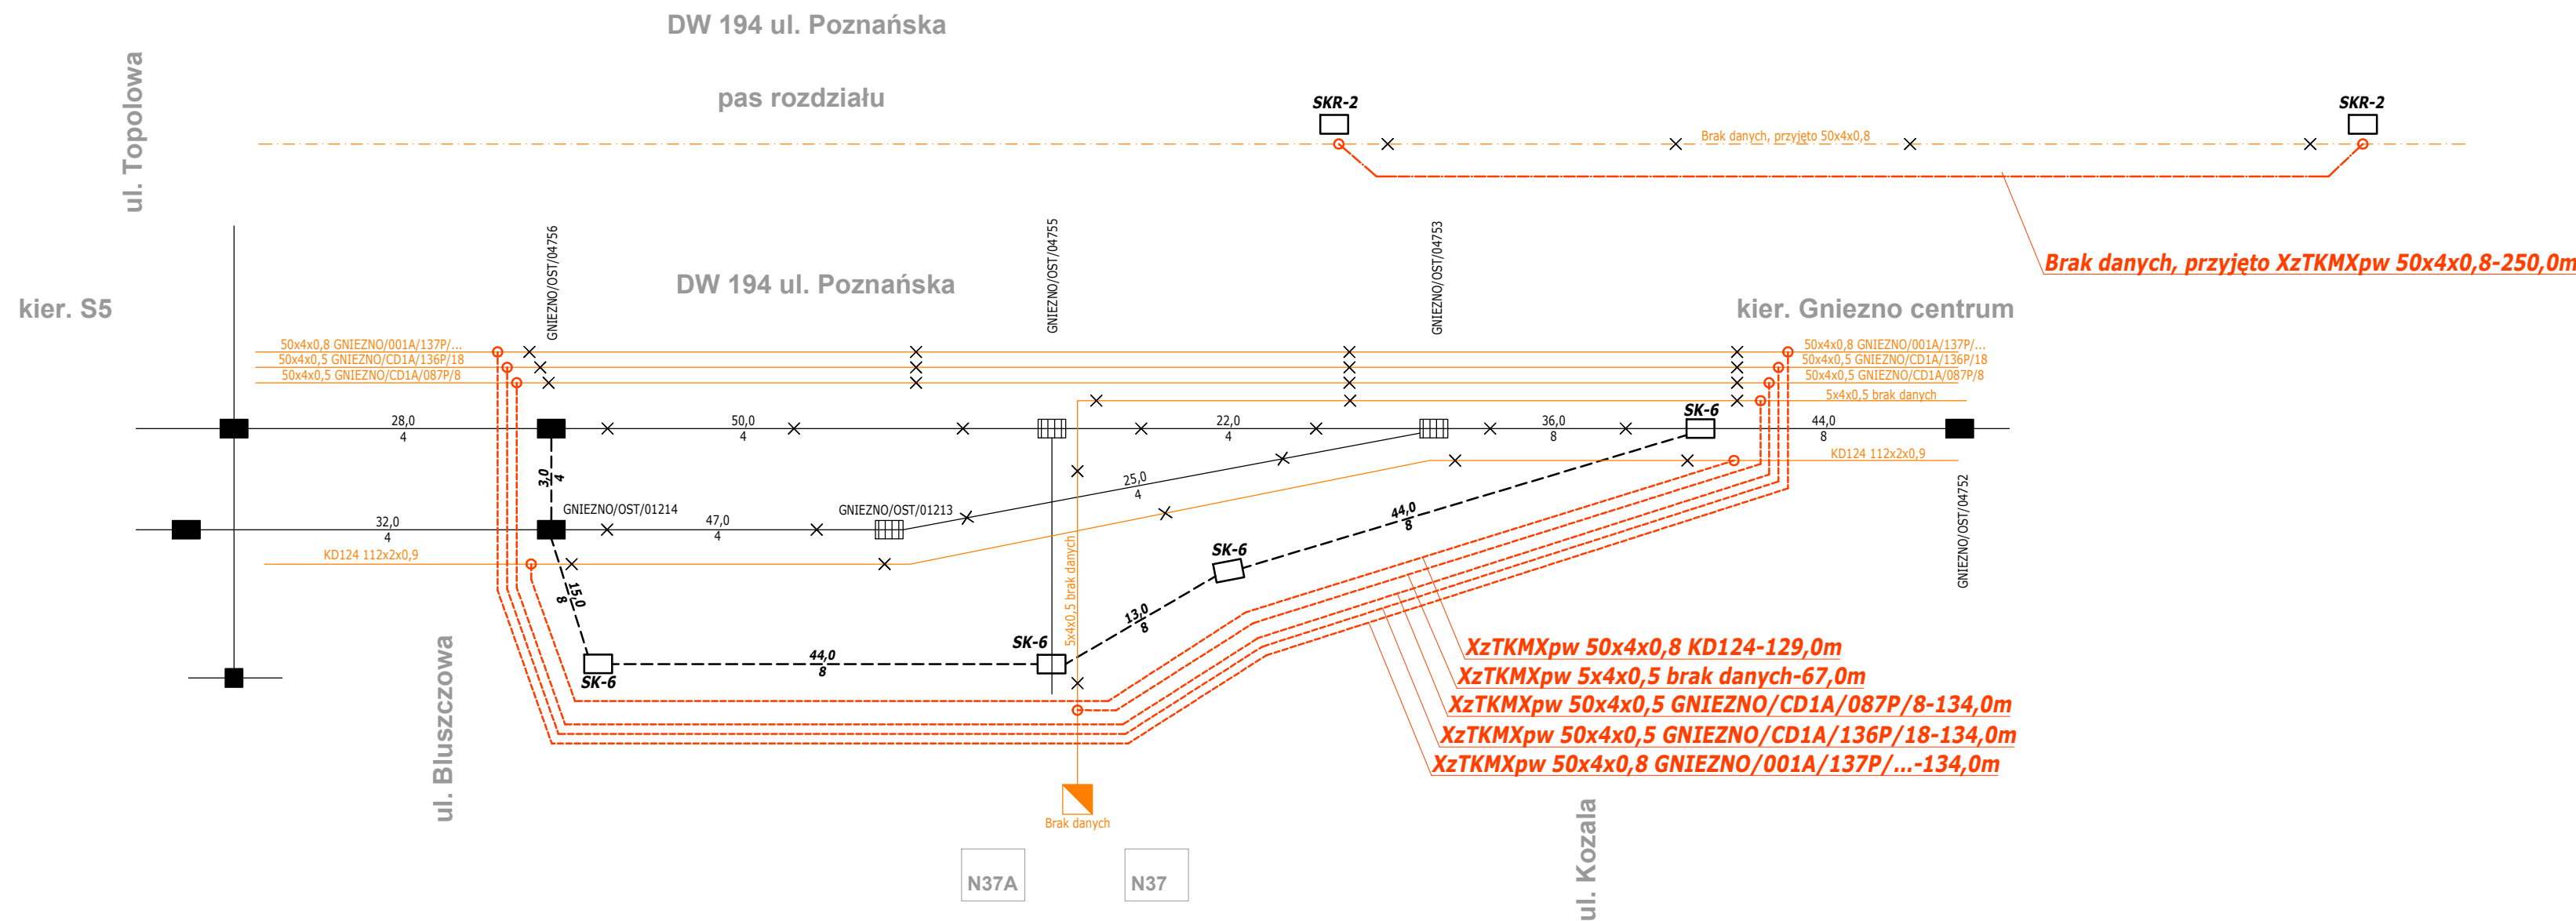 DW 194 ul. Poznańska
ul. Topolowa
pas rozdziału
SKR-2
SKR-2
Brak danych, przyjęto 50x4x0,8
Brak danych, przyjęto XzTKMXpw 50x4x0,8-250,0m
GNIEZNO/OST/04756
GNIEZNO/OST/04755
GNIEZNO/OST/04753
DW 194 ul. Poznańska
kier. S5
kier. Gniezno centrum
50x4x0,8 GNIEZNO/001A/137P/...
50x4x0,5 GNIEZNO/CD1A/136P/18
50x4x0,5 GNIEZNO/CD1A/087P/8
50x4x0,8 GNIEZNO/001A/137P/...
50x4x0,5 GNIEZNO/CD1A/136P/18
50x4x0,5 GNIEZNO/CD1A/087P/8
5x4x0,5 brak danych
28,0
4
50,0
4
22,0
4
36,0
8
SK-6
44,0
8
KD124 112x2x0,9
3,0
4
25,0
4
GNIEZNO/OST/01214
GNIEZNO/OST/01213
32,0
4
47,0
4
44,0
8
GNIEZNO/OST/04752
KD124 112x2x0,9
15,0
8
5x4x0,5 brak danych
SK-6
13,0
8
SK-6
44,0
8
SK-6
XzTKMXpw 50x4x0,8 KD124-129,0m
XzTKMXpw 5x4x0,5 brak danych-67,0m
XzTKMXpw 50x4x0,5 GNIEZNO/CD1A/087P/8-134,0m
XzTKMXpw 50x4x0,5 GNIEZNO/CD1A/136P/18-134,0m
XzTKMXpw 50x4x0,8 GNIEZNO/001A/137P/...-134,0m
ul. Bluszczowa
Brak danych
N37A
N37
ul. Kozala